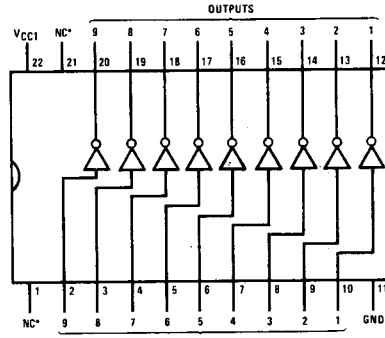 OUTPUTS
VCC1 NC* 9 8 7 6 5 4 3 2 1
22 21 20 19 18 17 16 15 14 13 12
1 2 3 4 5 6 7 8 9 10 11
NC* 9 8 7 6 5 4 3 2 1 GND